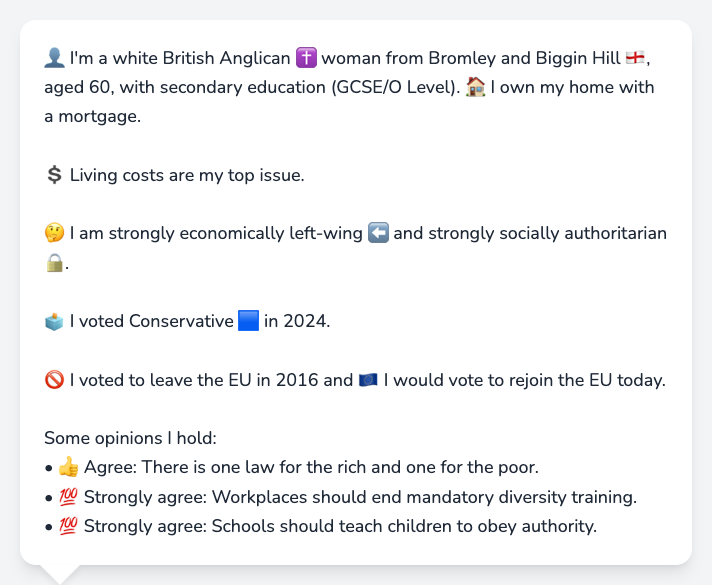 👤 I'm a white British Anglican ✝️ woman from Bromley and Biggin Hill 🏴󠁧󠁢󠁥󠁮󠁧󠁿,
aged 60, with secondary education (GCSE/O Level). 🏠 I own my home with
a mortgage.
💲 Living costs are my top issue.
🤔 I am strongly economically left-wing ⬅️ and strongly socially authoritarian
🔒.
🗳️ I voted Conservative 🟦 in 2024.
🚫 I voted to leave the EU in 2016 and 🇪🇺 I would vote to rejoin the EU today.
Some opinions I hold:
• 👍 Agree: There is one law for the rich and one for the poor.
• 💯 Strongly agree: Workplaces should end mandatory diversity training.
• 💯 Strongly agree: Schools should teach children to obey authority.